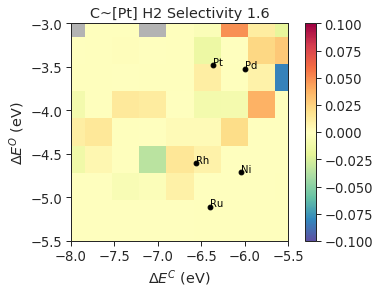 C~[Pt] H2 Selectivity 1.6
−3.0
−3.5
−4.0
−4.5
−5.0
−5.5
ΔE^O (eV)
Pt
Pd
Rh
Ni
Ru
−8.0 −7.5 −7.0 −6.5 −6.0 −5.5
ΔE^C (eV)
0.100
0.075
0.050
0.025
0.000
−0.025
−0.050
−0.075
−0.100